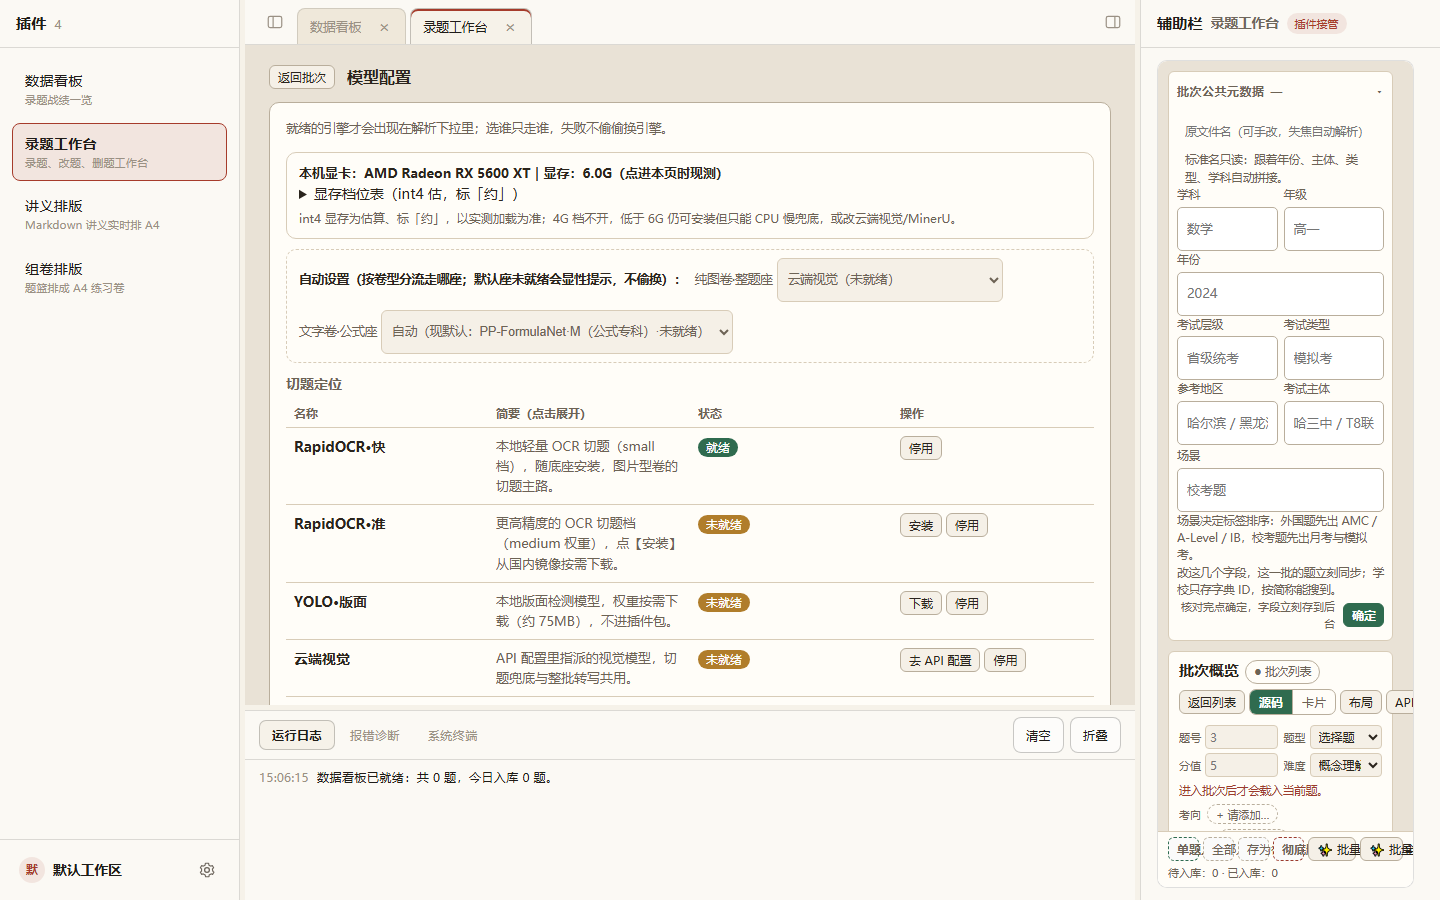 插件 4
数据看板
录题战绩一览
录题工作台
录题、改题、删题工作台
讲义排版
Markdown 讲义实时排 A4
组卷排版
题篮排成 A4 练习卷
默 默认工作区
数据看板 ×
录题工作台 ×
返回批次 模型配置
就绪的引擎才会出现在解析下拉里；选谁只走谁，失败不偷偷换引擎。
本机显卡：AMD Radeon RX 5600 XT | 显存：6.0G（点进本页时现测）
▶ 显存档位表（int4 估，标「约」）
int4 显存为估算、标「约」，以实测加载为准；4G 档不开，低于 6G 仍可安装但只能 CPU 慢兜底，或改云端视觉/MinerU。
自动设置（按卷型分流走哪座；默认座未就绪会显性提示，不偷换）： 纯图卷·整题座 云端视觉（未就绪）
文字卷·公式座 自动（现默认：PP-FormulaNet-M（公式专科）·未就绪）
切题定位
名称 简要（点击展开） 状态 操作
RapidOCR·快 本地轻量 OCR 切题（small 档），随底座安装，图片型卷的切题主路。 就绪 停用
RapidOCR·准 更高精度的 OCR 切题档（medium 权重），点【安装】从国内镜像按需下载。 未就绪 安装 停用
YOLO·版面 本地版面检测模型，权重按需下载（约 75MB），不进插件包。 未就绪 下载 停用
云端视觉 API 配置里指派的视觉模型，切题兜底与整批转写共用。 未就绪 去 API 配置 停用
运行日志 报错诊断 系统终端 清空 折叠
15:06:15 数据看板已就绪：共 0 题，今日入库 0 题。
辅助栏 录题工作台 插件接管
批次公共元数据 —
原文件名（可手改，失焦自动解析）
标准名只读：跟着年份、主体、类
型、学科自动拼接。
学科 年级
数学 高一
年份
2024
考试层级 考试类型
省级统考 模拟考
参考地区 考试主体
哈尔滨 / 黑龙 哈三中 / T8联
场景
校考题
场景决定标签排序：外国题先出 AMC /
A-Level / IB，校考题先出月考与模拟
考。
改这几个字段，这一批的题立刻同步；学
校只存字典 ID，按简称能搜到。
核对完点确定，字段立刻存到后
台
确定
批次概览 ● 批次列表
返回列表 源码 卡片 布局 API
题号 3 题型 选择题
分值 5 难度 概念理解
进入批次后才会载入当前题。
考向 + 请添加...
单题 全部 存为 彻底 ✨ 批量 ✨ 批量
待入库：0 · 已入库：0